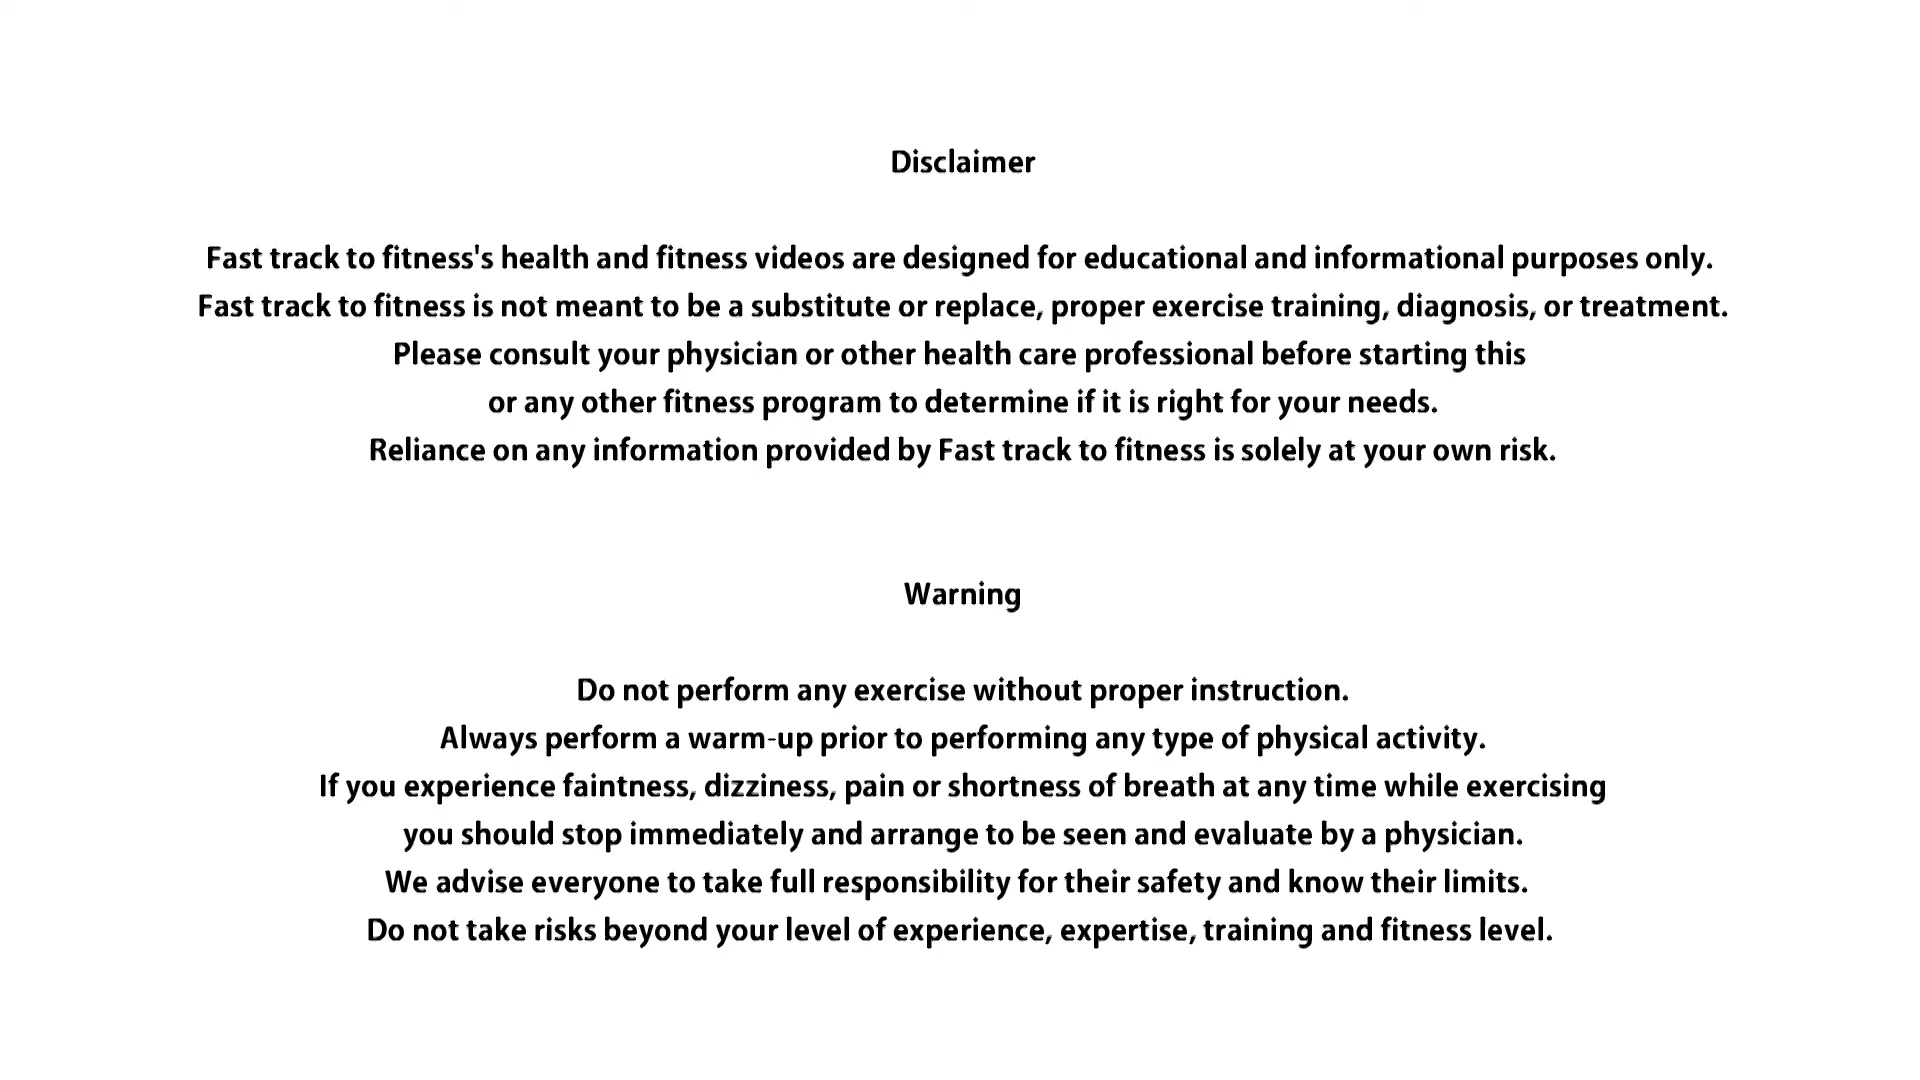 Disclaimer
Fast track to fitness's health and fitness videos are designed for educational and informational purposes only.
Fast track to fitness is not meant to be a substitute or replace, proper exercise training, diagnosis, or treatment.
Please consult your physician or other health care professional before starting this
or any other fitness program to determine if it is right for your needs.
Reliance on any information provided by Fast track to fitness is solely at your own risk.
Warning
Do not perform any exercise without proper instruction.
Always perform a warm-up prior to performing any type of physical activity.
If you experience faintness, dizziness, pain or shortness of breath at any time while exercising
you should stop immediately and arrange to be seen and evaluate by a physician.
We advise everyone to take full responsibility for their safety and know their limits.
Do not take risks beyond your level of experience, expertise, training and fitness level.